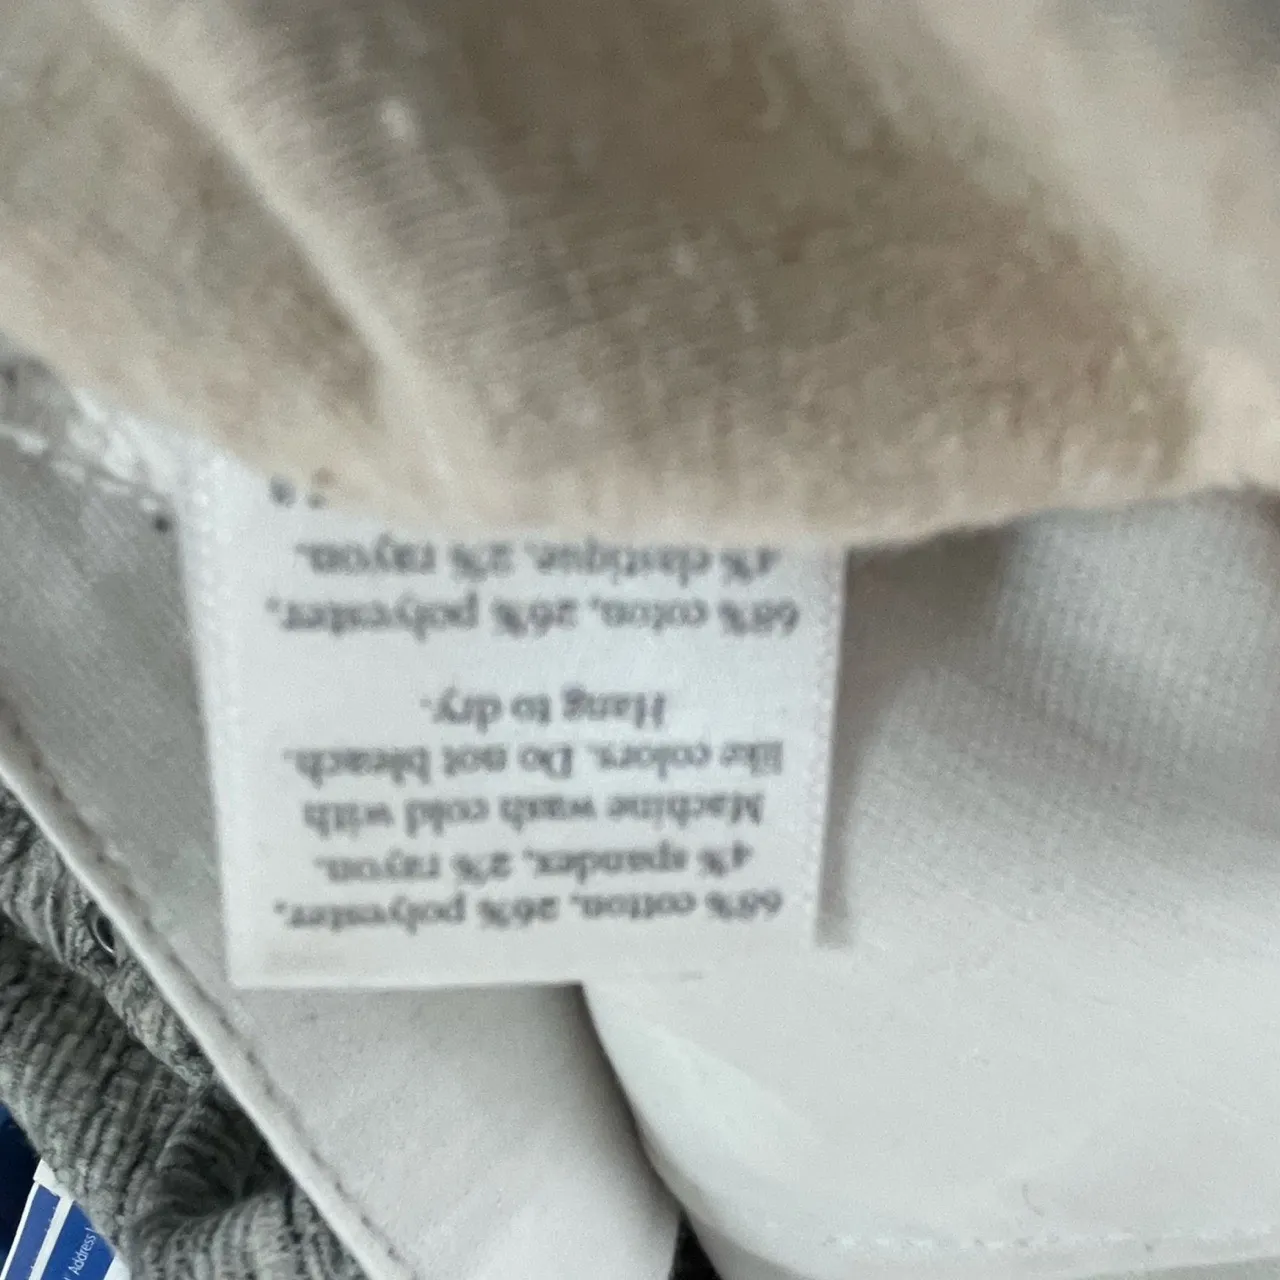 68% cotton, 26% polyester,
4% spandex, 2% rayon.
Machine wash cold with
like colors. Do not bleach.
Hang to dry.
68% coton, 26% polyester,
4% elastique, 2% rayon.
Address